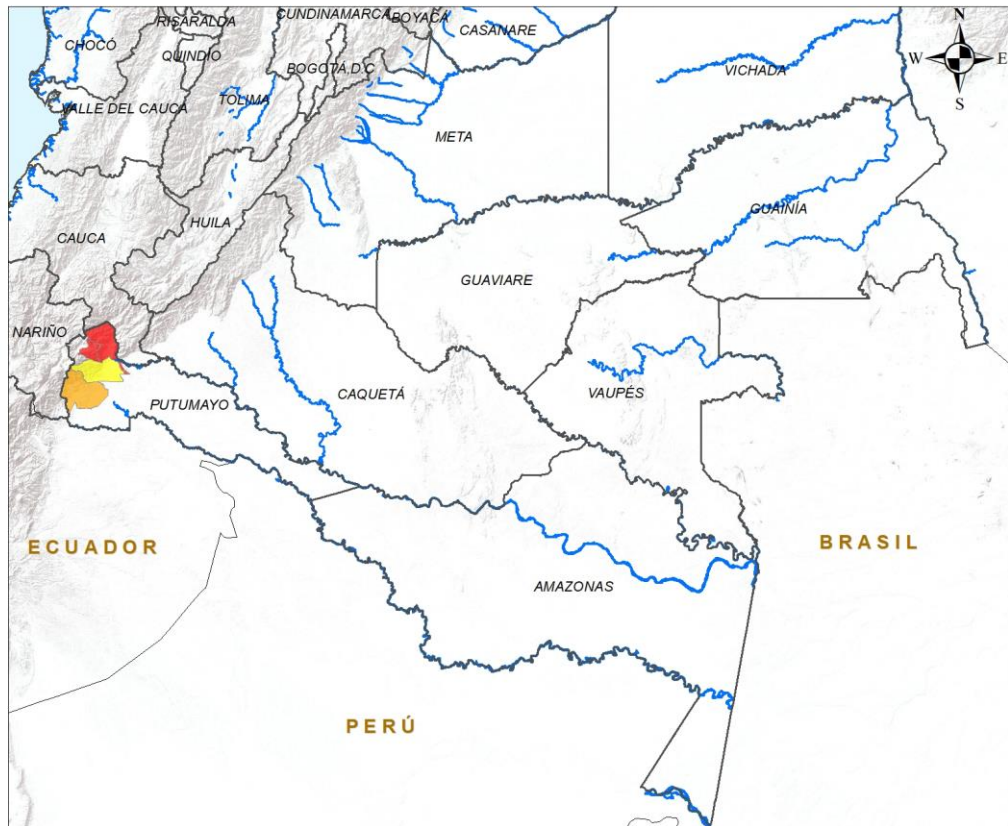 CUNDINAMARCA
BOYACÁ
RISARALDA
CASANARE
N
CHOCÓ
QUINDÍO
BOGOTÁ D.C
W
E
VICHADA
S
TOLIMA
VALLE DEL CAUCA
META
HUILA
GUAINÍA
CAUCA
GUAVIARE
NARIÑO
CAQUETÁ
VAUPÉS
PUTUMAYO
ECUADOR
BRASIL
AMAZONAS
PERÚ